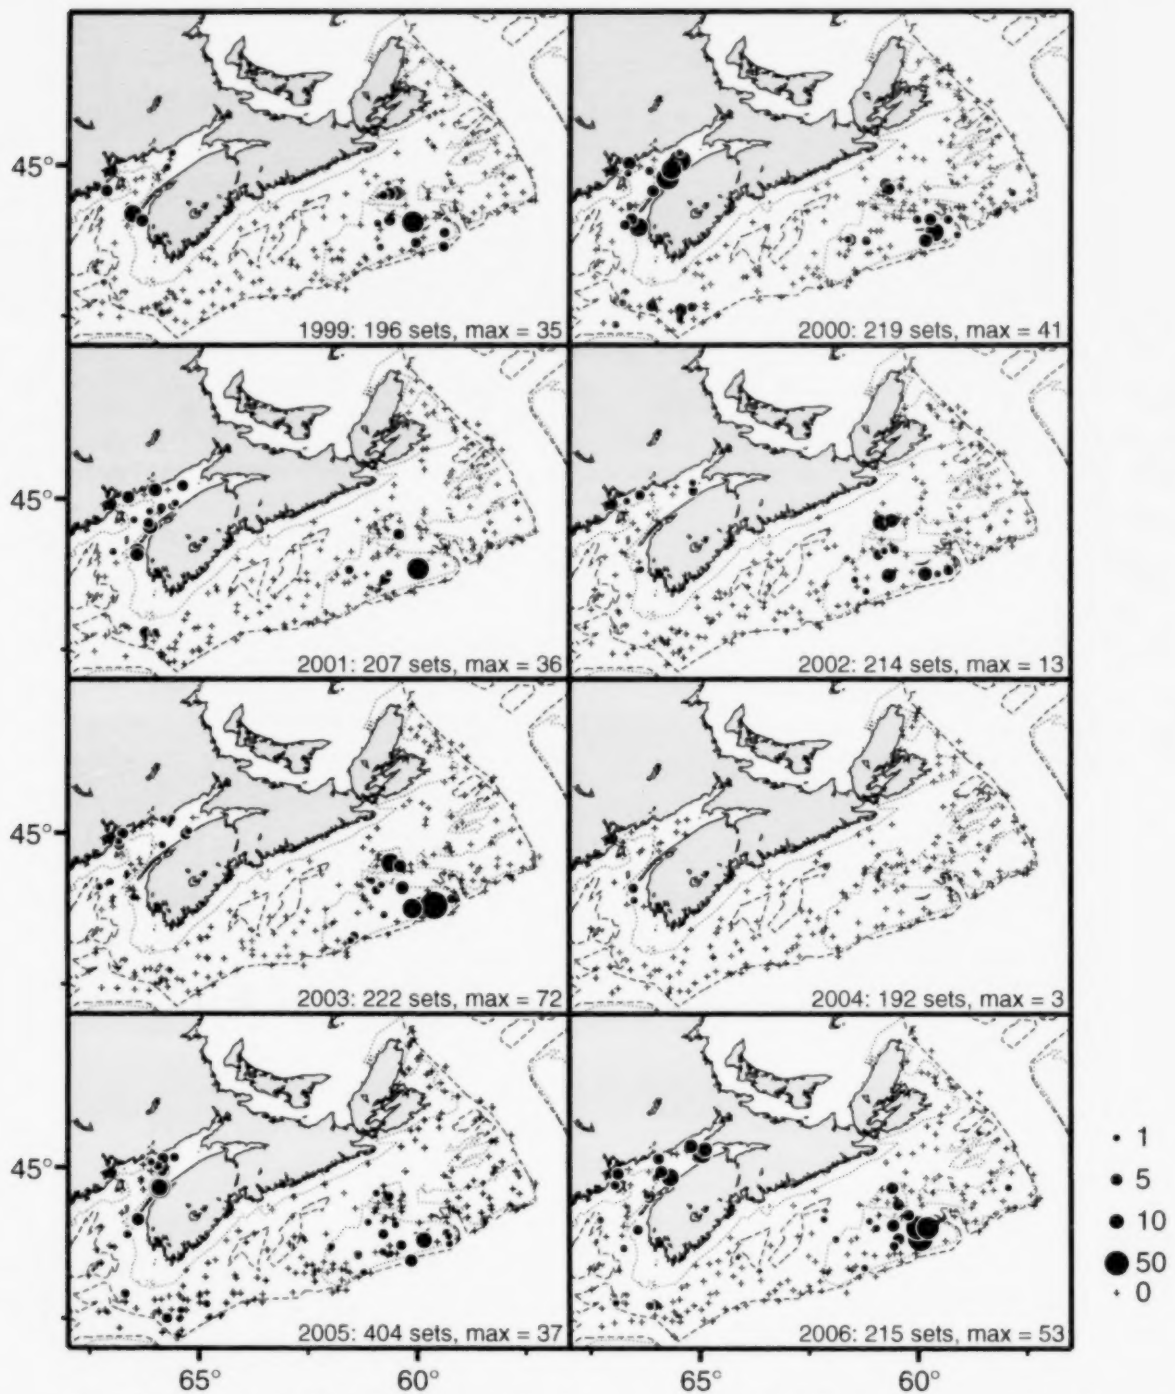 45°
1999: 196 sets, max = 35
2000: 219 sets, max = 41
45°
2001: 207 sets, max = 36
2002: 214 sets, max = 13
45°
2003: 222 sets, max = 72
2004: 192 sets, max = 3
45°
2005: 404 sets, max = 37
2006: 215 sets, max = 53
1
5
10
50
0
65°
60°
65°
60°